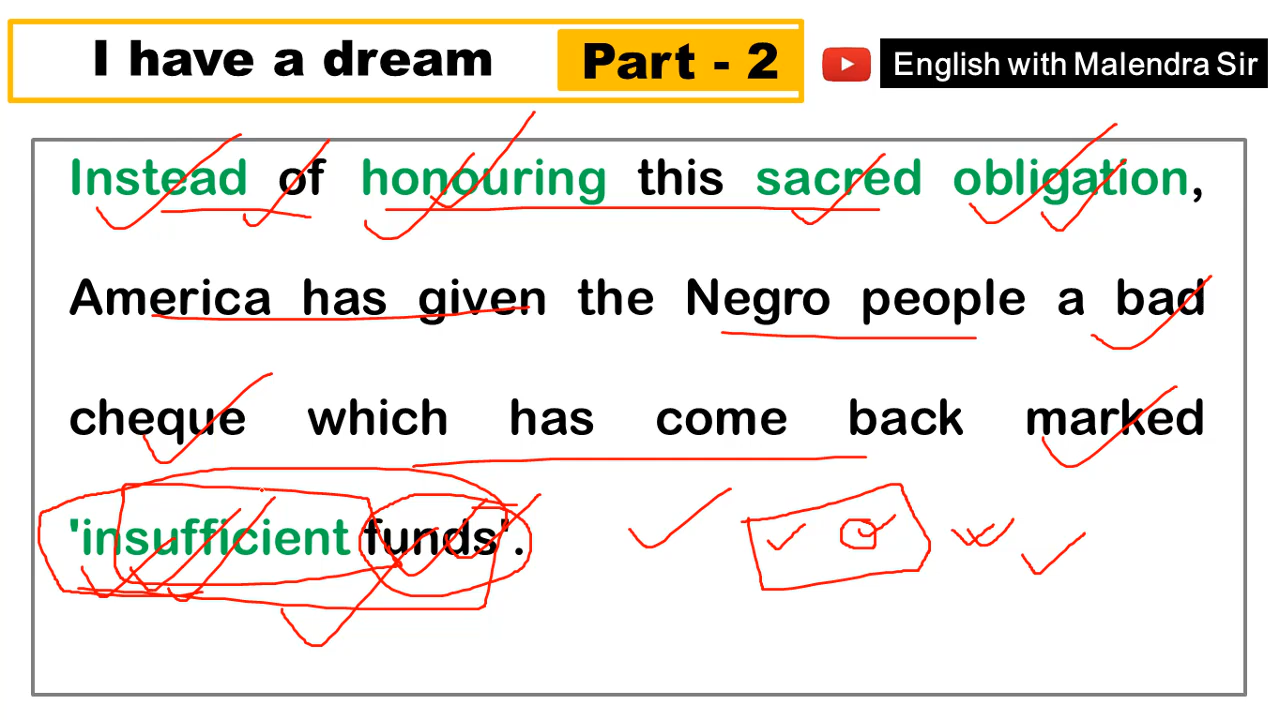 I have a dream
Part - 2
English with Malendra Sir
Instead of honouring this sacred obligation,
America has given the Negro people a bad
cheque which has come back marked
'insufficient funds'.